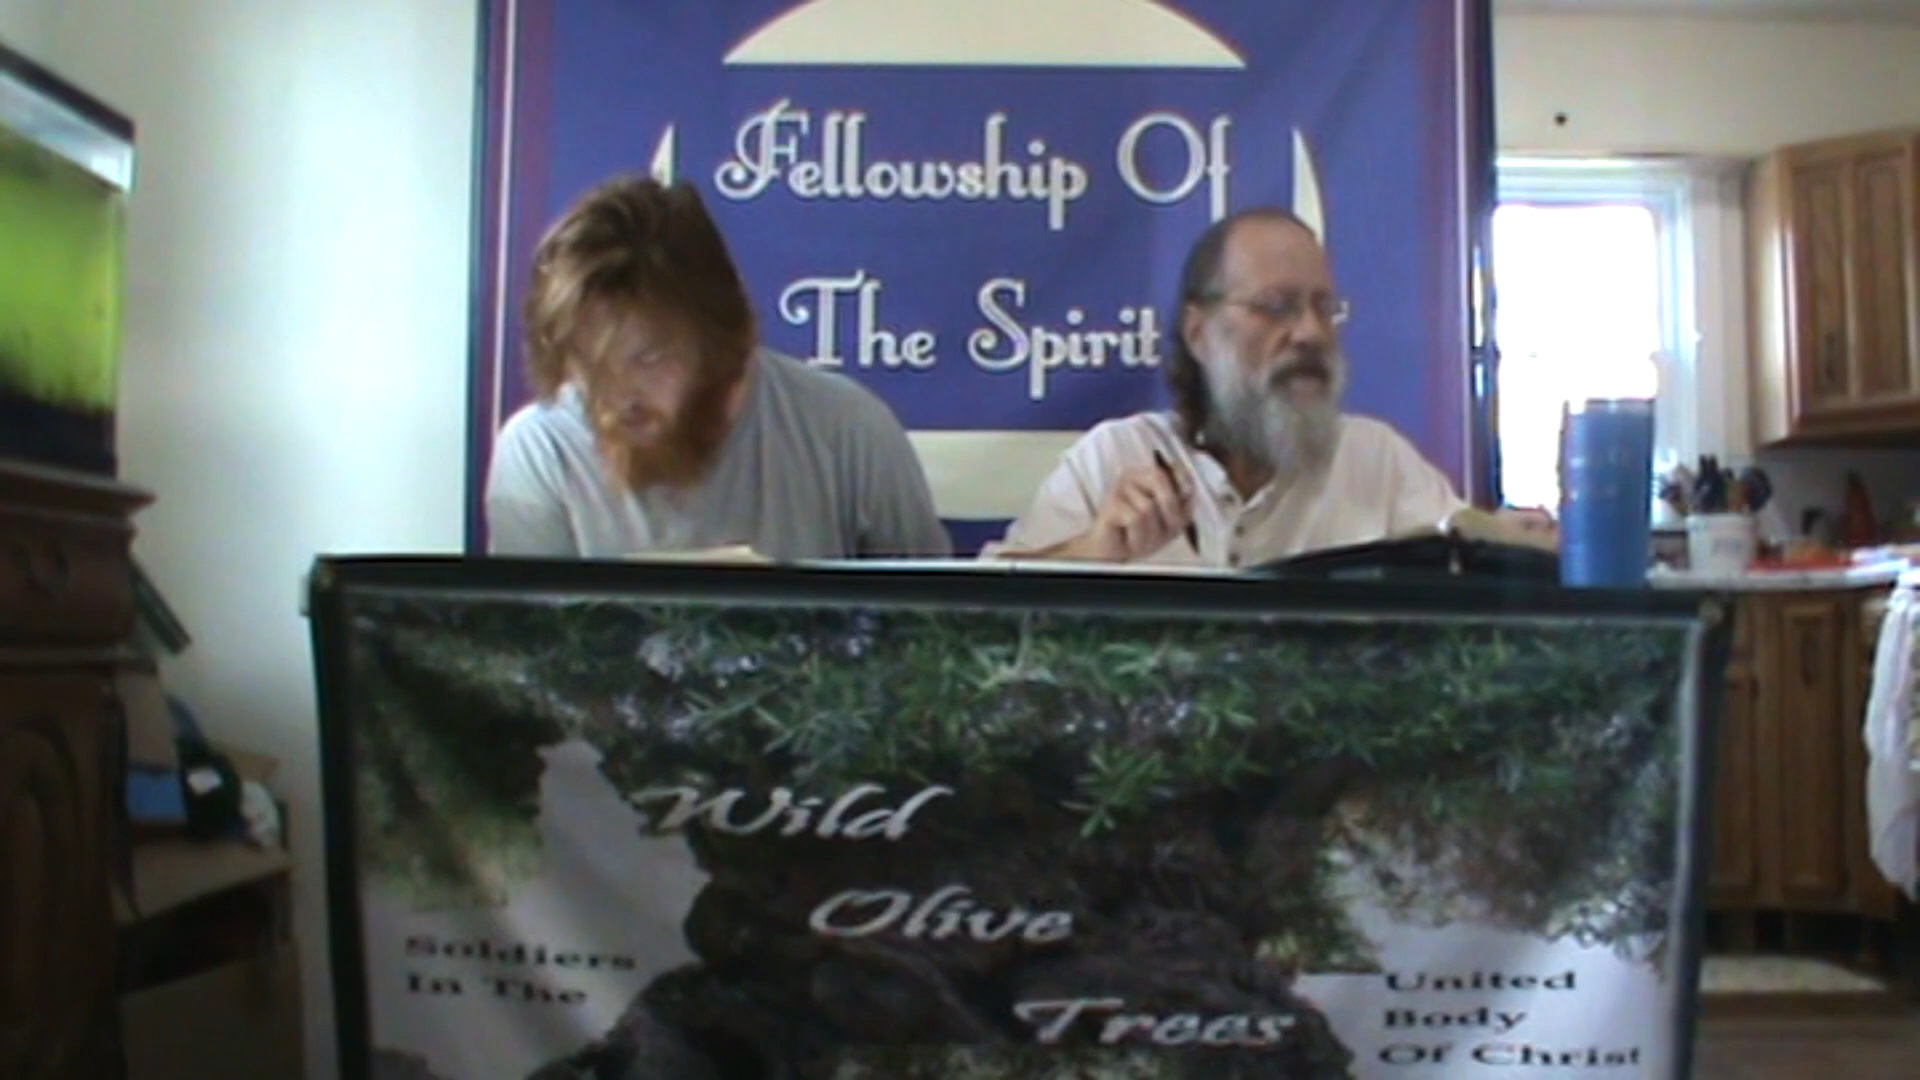 Fellowship Of
The Spirit
Wild
Olive
Trees
Soldiers
In The
United
Body
Of Christ